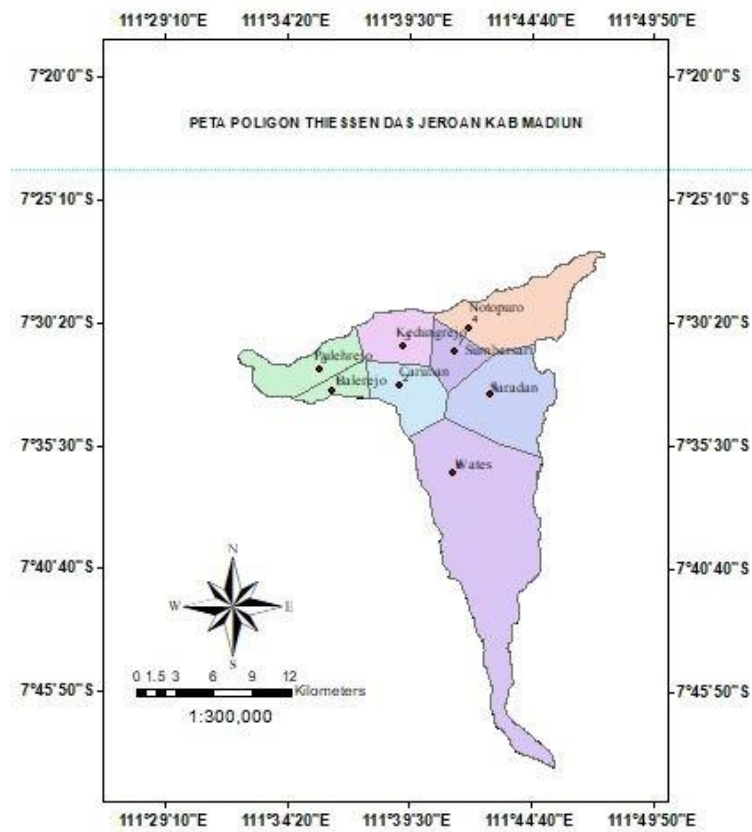 111°29'10"E 111°34'20"E 111°39'30"E 111°44'40"E 111°49'50"E
7°20'0"S 7°20'0"S
PETA POLIGON THIESSEN DAS JEROAN KAB MADIUN
7°25'10"S 7°25'10"S
Notopuro
4
7°30'20"S 7°30'20"S
Kedungrejo
Sumbersari
Palehrejo
Caruban
2
Balerejo
Saradan
7°35'30"S 7°35'30"S
Wates
7°40'40"S 7°40'40"S
N
W E
S
0 1.5 3 6 9 12
Kilometers
1:300,000
7°45'50"S 7°45'50"S
111°29'10"E 111°34'20"E 111°39'30"E 111°44'40"E 111°49'50"E